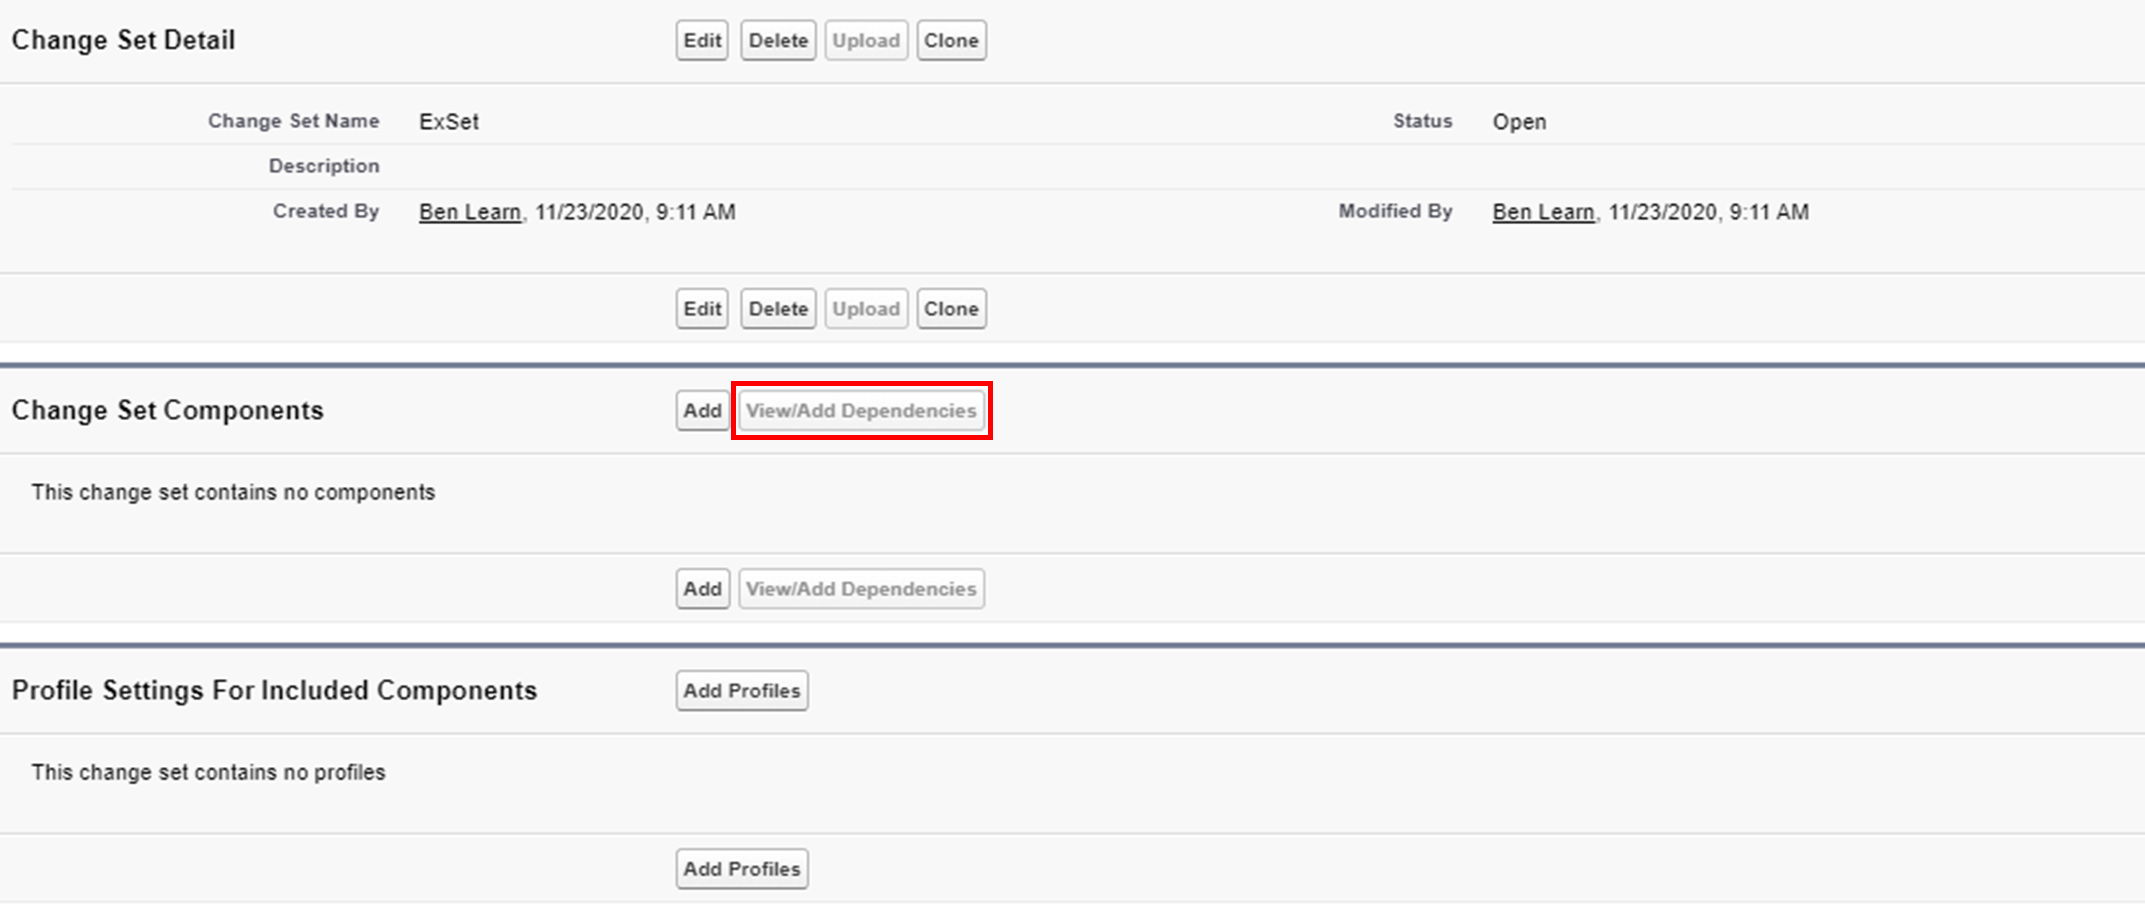 Change Set Detail Edit Delete Upload Clone
Change Set Name ExSet Status Open
Description
Created By Ben Learn, 11/23/2020, 9:11 AM Modified By Ben Learn, 11/23/2020, 9:11 AM
Edit Delete Upload Clone
Change Set Components Add View/Add Dependencies
This change set contains no components
Add View/Add Dependencies
Profile Settings For Included Components Add Profiles
This change set contains no profiles
Add Profiles